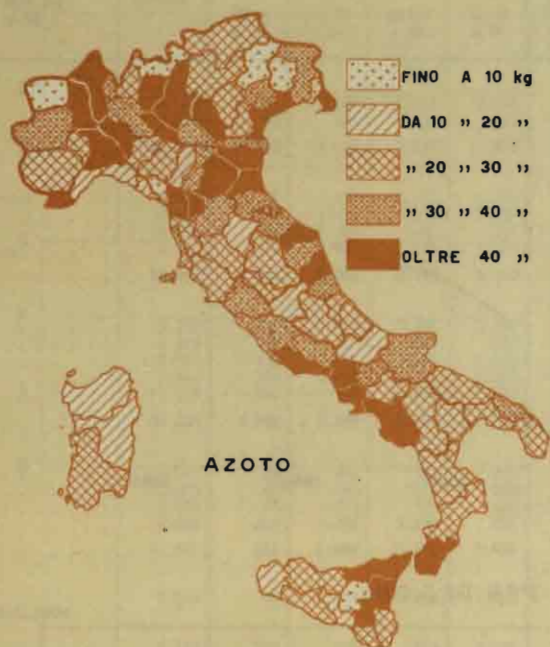 FINO A 10 kg
DA 10 ,, 20 ,,
,, 20 ,, 30 ,,
,, 30 ,, 40 ,,
OLTRE 40 ,,
AZOTO